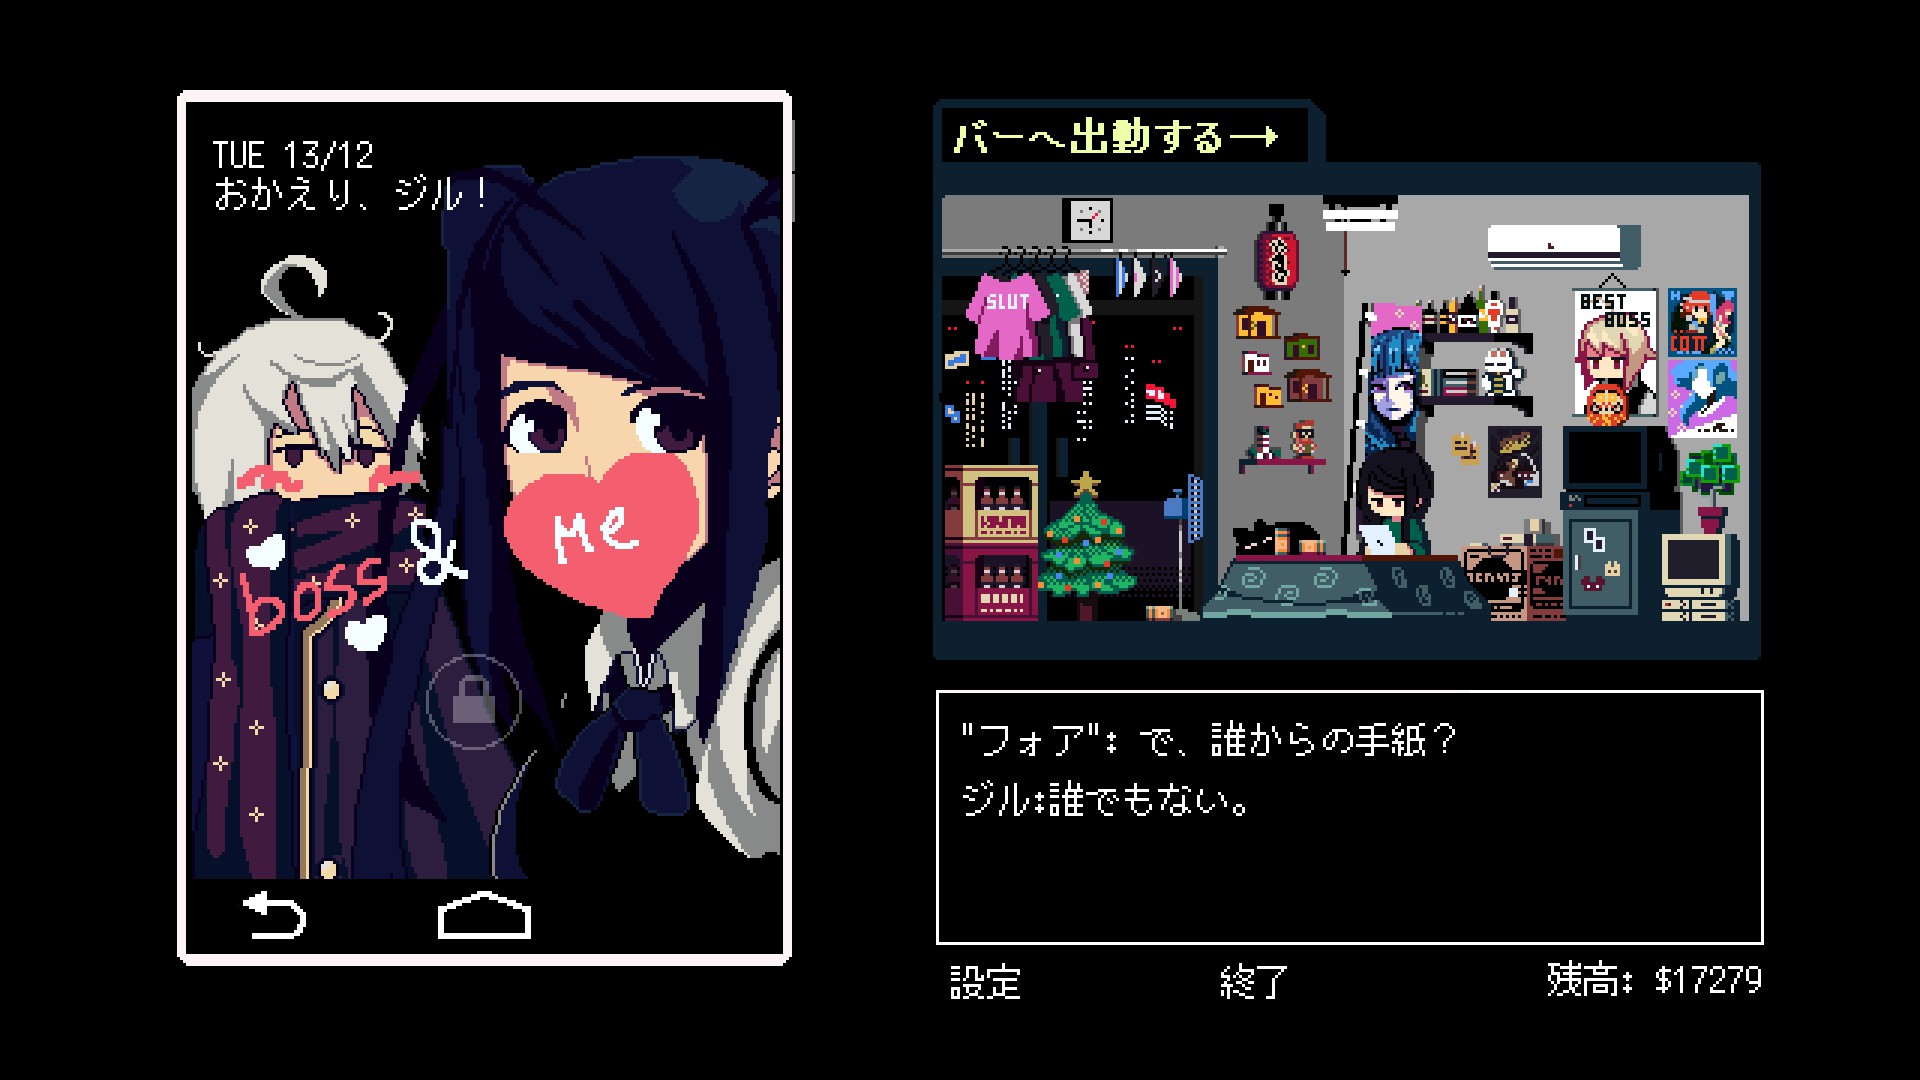 TUE 13/12
おかえり、ジル！
boss
&
Me
バーへ出勤する→
SLUT
BEST
BOSS
"フォア": で、誰からの手紙？
ジル:誰でもない。
設定
終了
残高: $17279